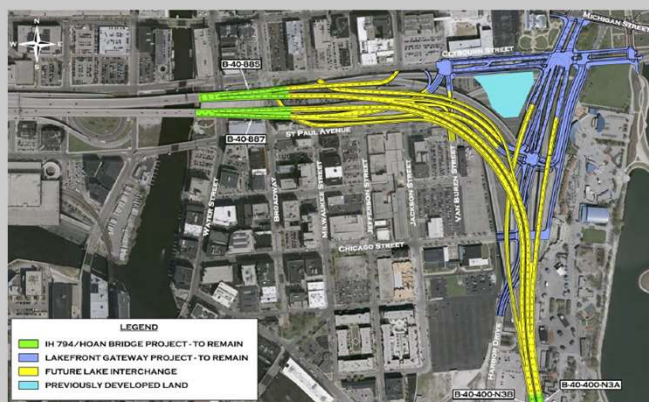 MICHIGAN STREET
CLYBOURN STREET
N
W E
S
B-40-885
B-40-887
ST PAUL AVENUE
WATER STREET
BROADWAY
MILWAUKEE STREET
JEFFERSON STREET
JACKSON STREET
VAN BUREN STREET
CHICAGO STREET
HARBOR DRIVE
LEGEND
IH 794/HOAN BRIDGE PROJECT - TO REMAIN
LAKEFRONT GATEWAY PROJECT - TO REMAIN
FUTURE LAKE INTERCHANGE
PREVIOUSLY DEVELOPED LAND
B-40-400-N3B
B-40-400-N3A